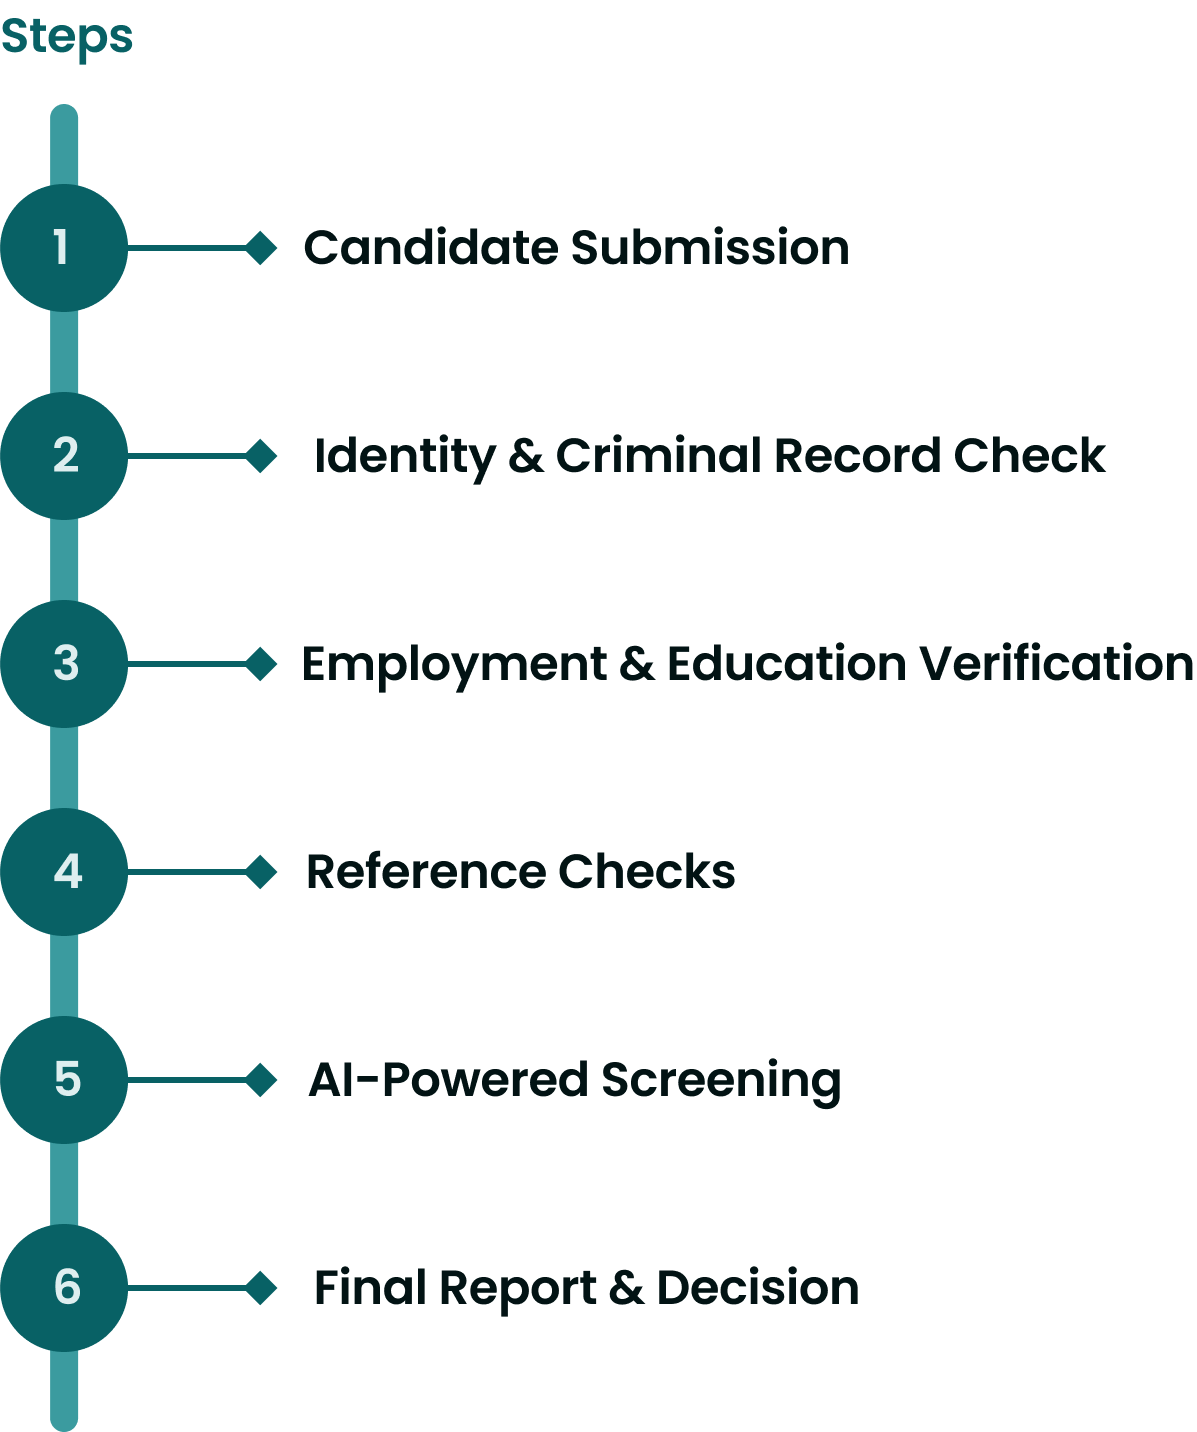 Steps
1 Candidate Submission
2 Identity & Criminal Record Check
3 Employment & Education Verification
4 Reference Checks
5 AI-Powered Screening
6 Final Report & Decision